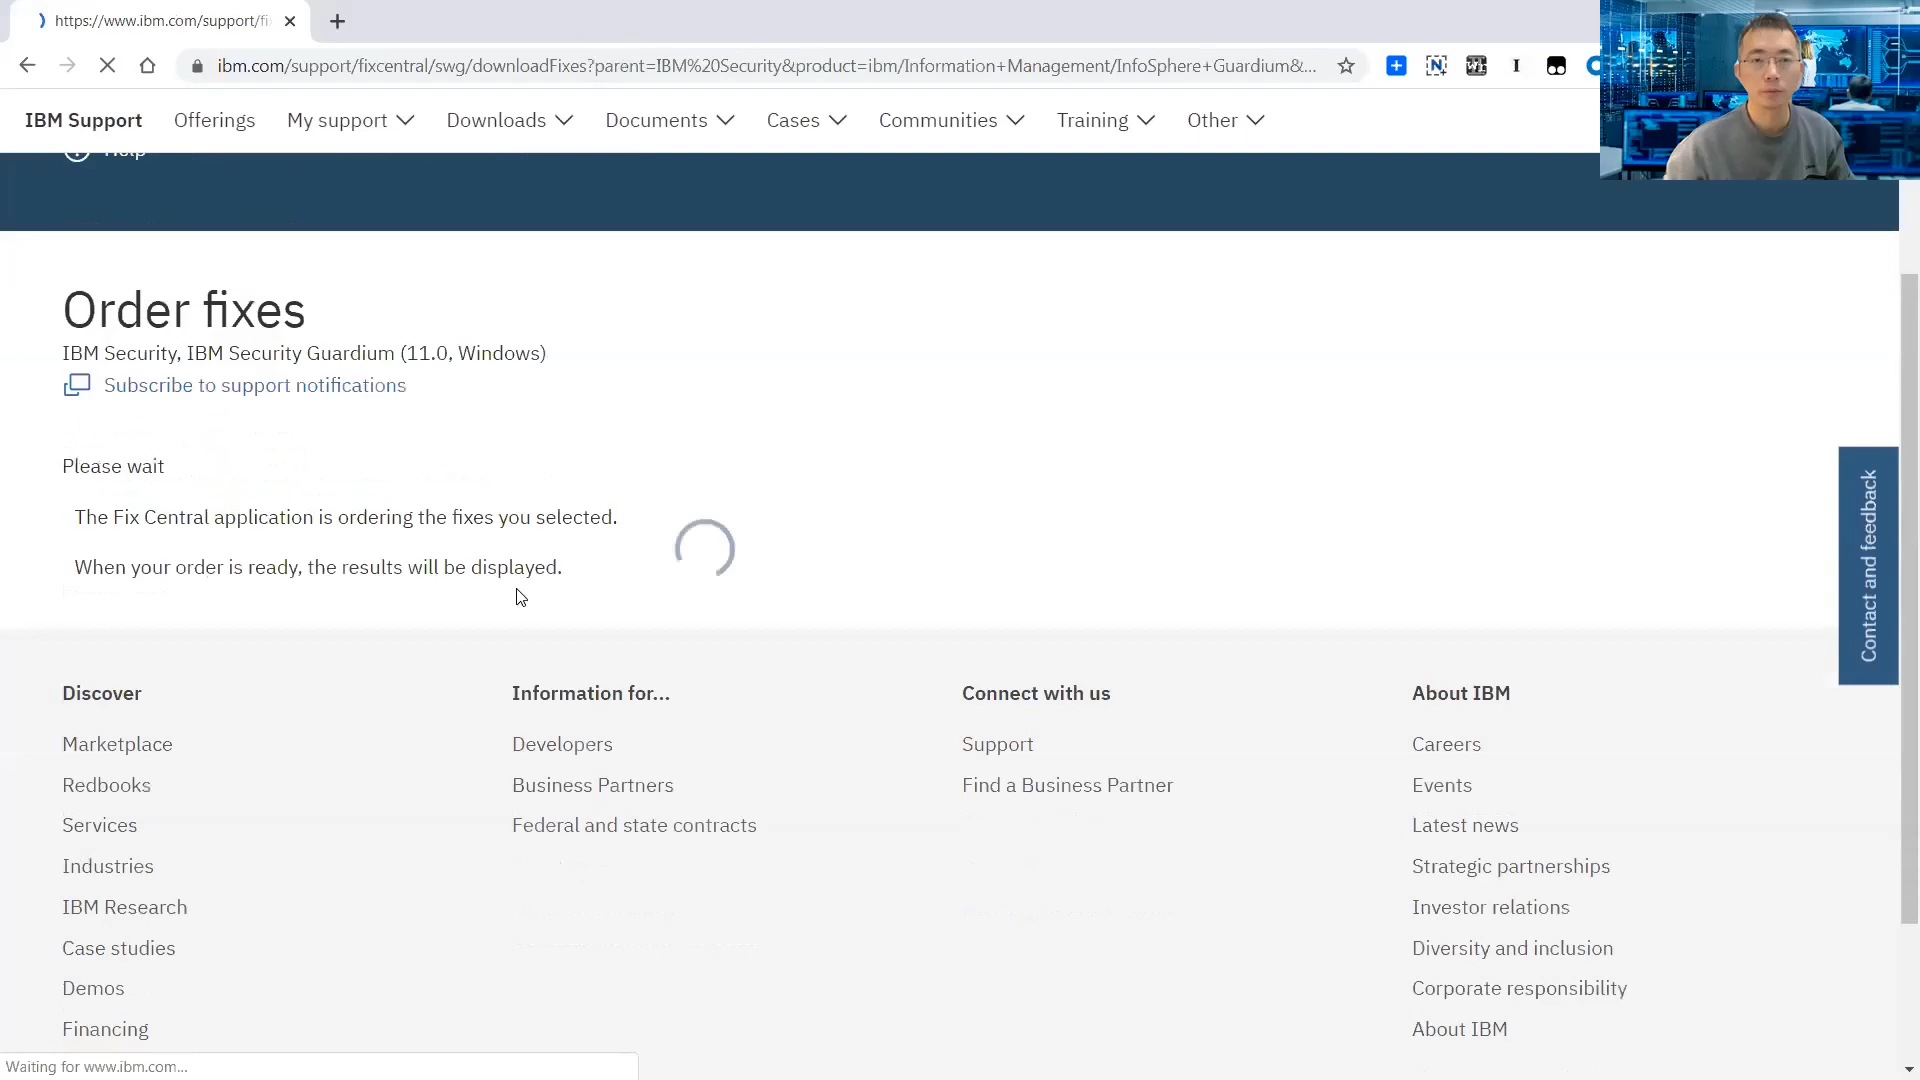 https://www.ibm.com/support/fi
ibm.com/support/fixcentral/swg/downloadFixes?parent=IBM%20Security&product=ibm/Information+Management/InfoSphere+Guardium&...
IBM Support Offerings My support Downloads Documents Cases Communities Training Other
Help
Order fixes
IBM Security, IBM Security Guardium (11.0, Windows)
Subscribe to support notifications
Please wait
The Fix Central application is ordering the fixes you selected.
When your order is ready, the results will be displayed.
Contact and feedback
Discover
Marketplace
Redbooks
Services
Industries
IBM Research
Case studies
Demos
Financing
Information for...
Developers
Business Partners
Federal and state contracts
Connect with us
Support
Find a Business Partner
About IBM
Careers
Events
Latest news
Strategic partnerships
Investor relations
Diversity and inclusion
Corporate responsibility
About IBM
Waiting for www.ibm.com...